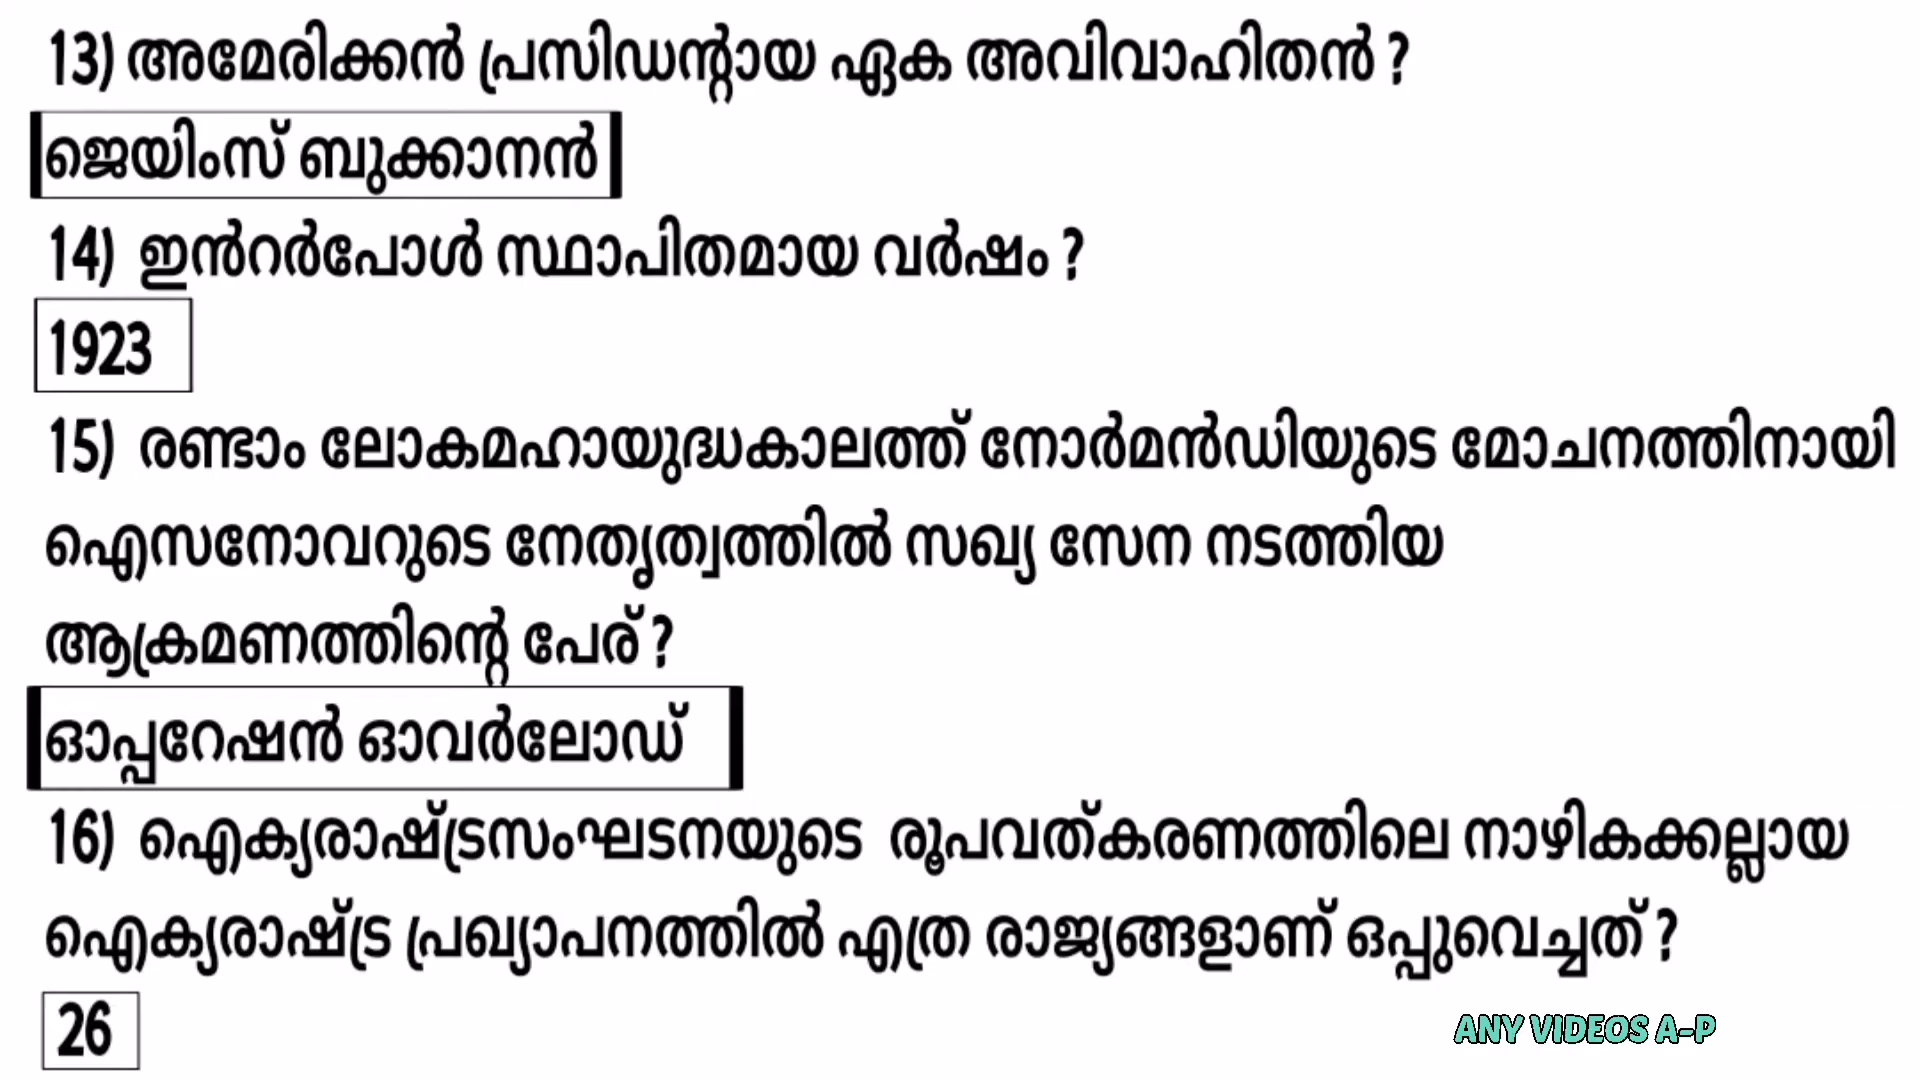 13) അമേരിക്കൻ പ്രസിഡന്റായ ഏക അവിവാഹിതൻ ?
ജെയിംസ് ബുക്കാനൻ
14) ഇൻറർപോൾ സ്ഥാപിതമായ വർഷം ?
1923
15) രണ്ടാം ലോകമഹായുദ്ധകാലത്ത് നോർമൻഡിയുടെ മോചനത്തിനായി
ഐസനോവറുടെ നേതൃത്വത്തിൽ സഖ്യ സേന നടത്തിയ
ആക്രമണത്തിന്റെ പേര് ?
ഓപ്പറേഷൻ ഓവർലോഡ്
16) ഐക്യരാഷ്ട്രസംഘടനയുടെ രൂപവത്കരണത്തിലെ നാഴികക്കല്ലായ
ഐക്യരാഷ്ട്ര പ്രഖ്യാപനത്തിൽ എത്ര രാജ്യങ്ങളാണ് ഒപ്പുവെച്ചത് ?
26
ANY VIDEOS A-P